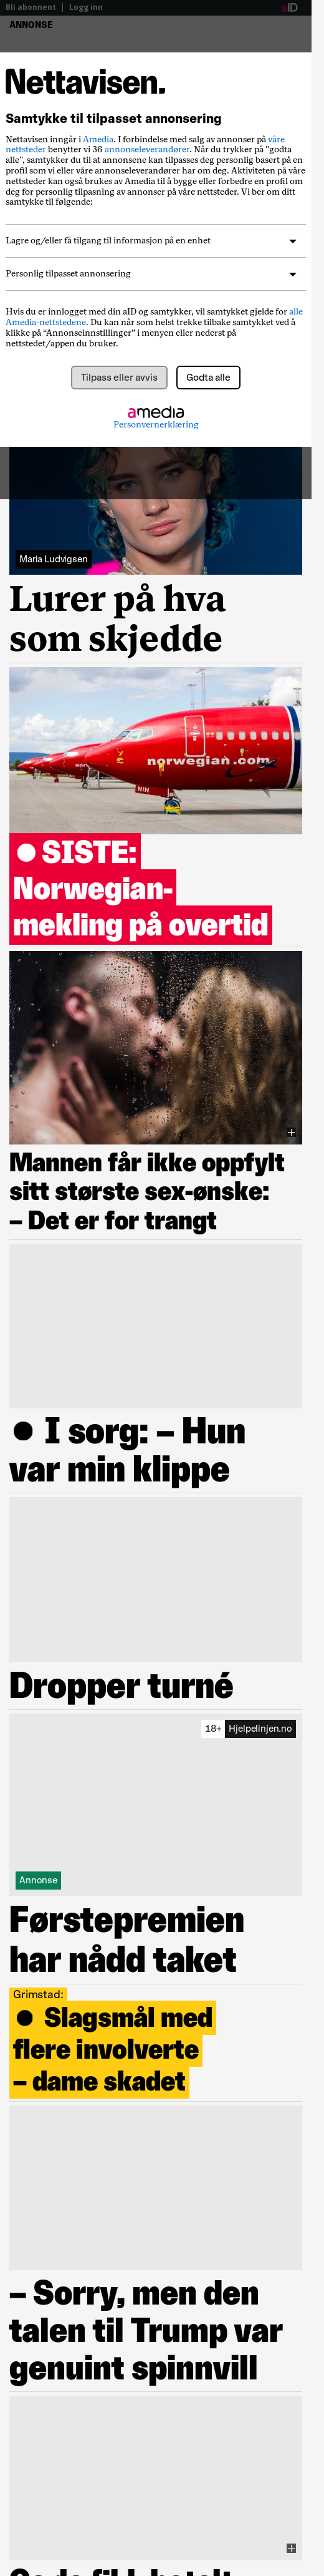 Bli abonnent | Logg inn
aID
ANNONSE
Nettavisen.
Samtykke til tilpasset annonsering
Nettavisen inngår i Amedia. I forbindelse med salg av annonser på våre
nettsteder benytter vi 36 annonseleverandører. Når du trykker på "godta
alle", samtykker du til at annonsene kan tilpasses deg personlig basert på en
profil som vi eller våre annonseleverandører har om deg. Aktiviteten på våre
nettsteder kan også brukes av Amedia til å bygge eller forbedre en profil om
deg for personlig tilpasning av annonser på våre nettsteder. Vi ber om ditt
samtykke til følgende:
Lagre og/eller få tilgang til informasjon på en enhet
Personlig tilpasset annonsering
Hvis du er innlogget med din aID og samtykker, vil samtykket gjelde for alle
Amedia-nettstedene. Du kan når som helst trekke tilbake samtykket ved å
klikke på “Annonseinnstillinger” i menyen eller nederst på
nettstedet/appen du bruker.
Tilpass eller avvis
Godta alle
amedia
Personvernerklæring
Maria Ludvigsen
Lurer på hva
som skjedde
norwegian.com
NIH
● SISTE:
Norwegian-
mekling på overtid
Mannen får ikke oppfylt
sitt største sex-ønske:
– Det er for trangt
● I sorg: – Hun
var min klippe
Dropper turné
18+ Hjelpelinjen.no
Annonse
Førstepremien
har nådd taket
Grimstad:
● Slagsmål med
flere involverte
– dame skadet
– Sorry, men den
talen til Trump var
genuint spinnvill